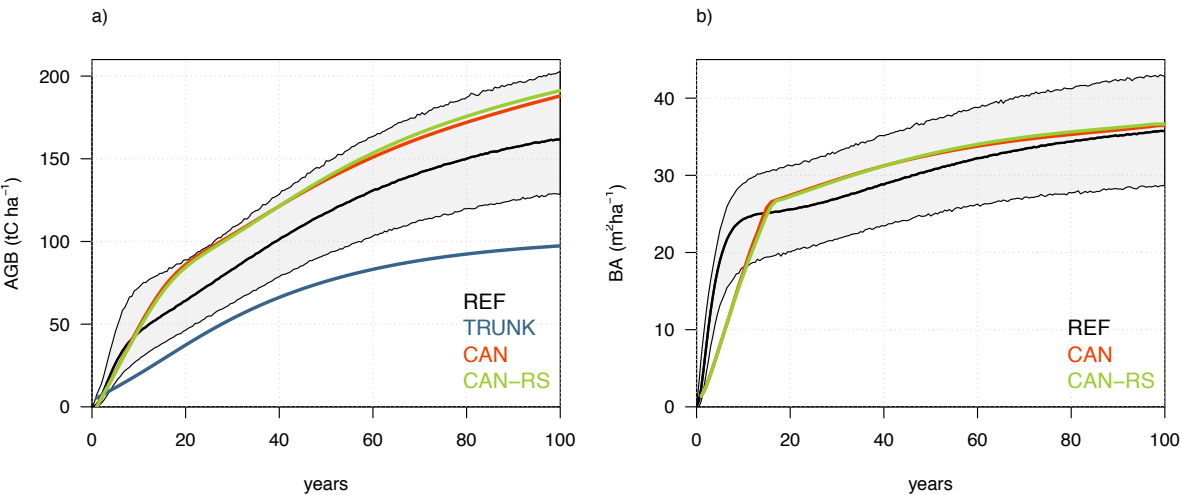 a)
200
150
100
50
0
AGB (tC ha⁻¹)
REF
TRUNK
CAN
CAN−RS
0 20 40 60 80 100
years
b)
40
30
20
10
0
BA (m²ha⁻¹)
REF
CAN
CAN−RS
0 20 40 60 80 100
years